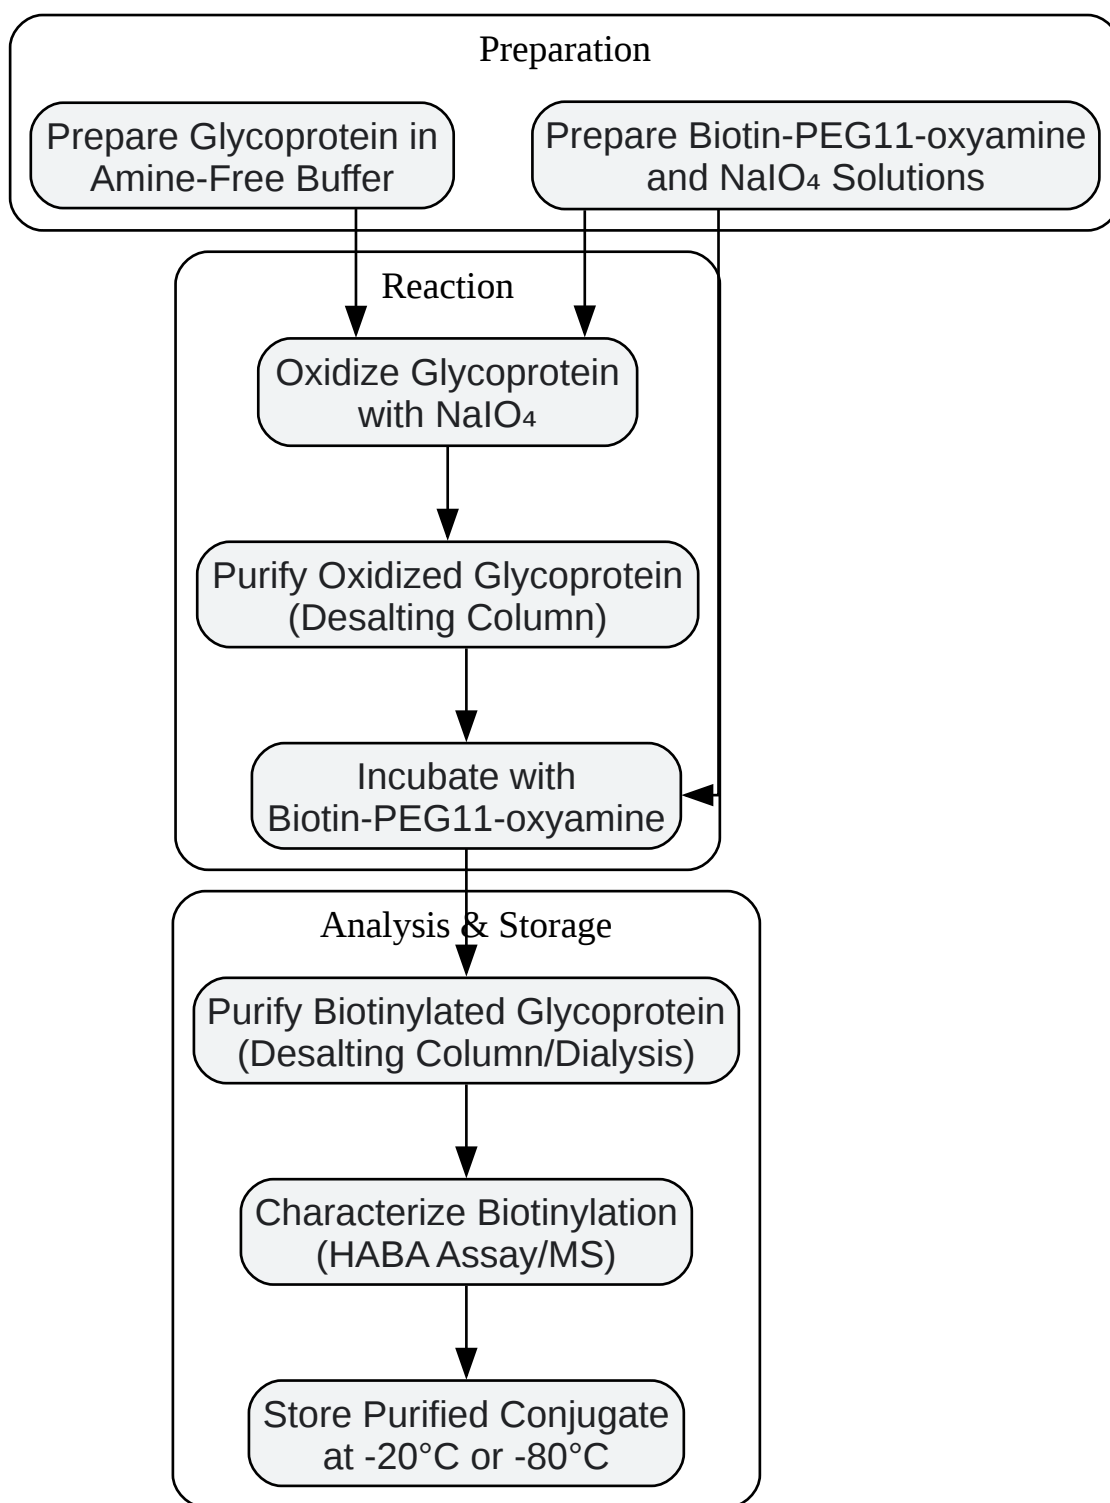 Preparation
Prepare Glycoprotein in
Amine-Free Buffer
Prepare Biotin-PEG11-oxyamine
and NaIO₄ Solutions
Reaction
Oxidize Glycoprotein
with NaIO₄
Purify Oxidized Glycoprotein
(Desalting Column)
Incubate with
Biotin-PEG11-oxyamine
Analysis & Storage
Purify Biotinylated Glycoprotein
(Desalting Column/Dialysis)
Characterize Biotinylation
(HABA Assay/MS)
Store Purified Conjugate
at -20°C or -80°C